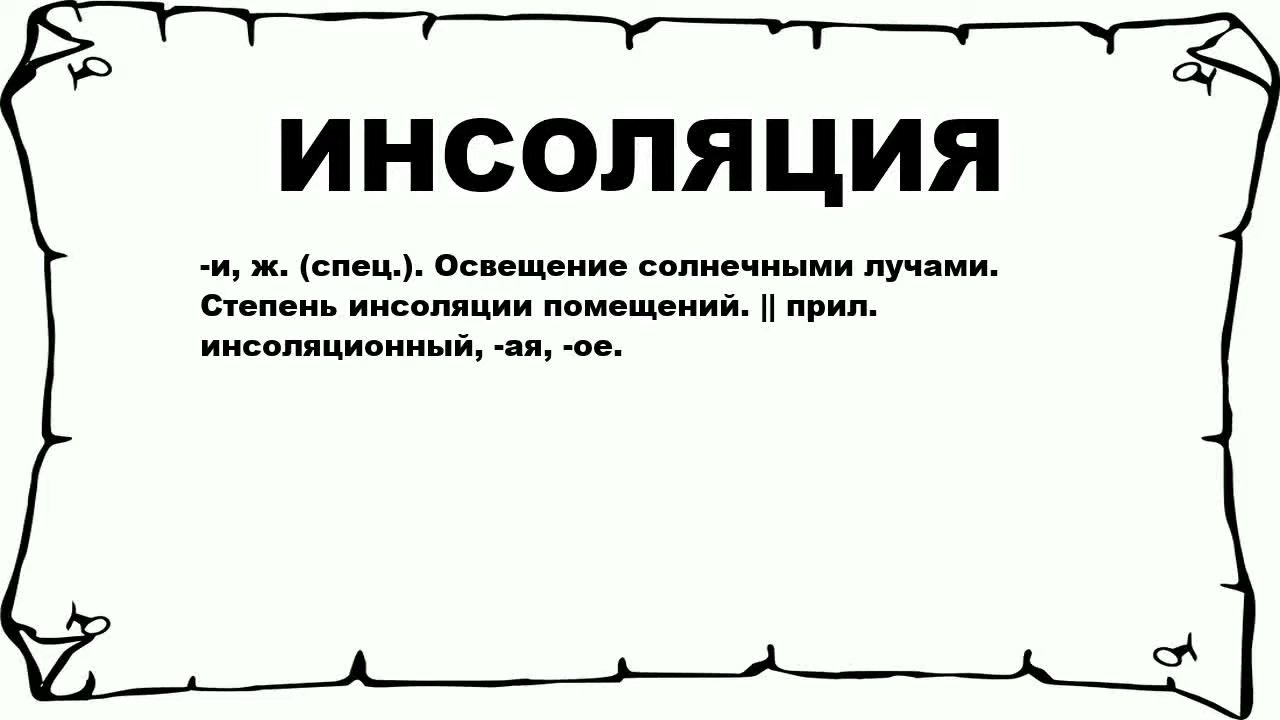 ИНСОЛЯЦИЯ
-и, ж. (спец.). Освещение солнечными лучами.
Степень инсоляции помещений. || прил.
инсоляционный, -ая, -ое.